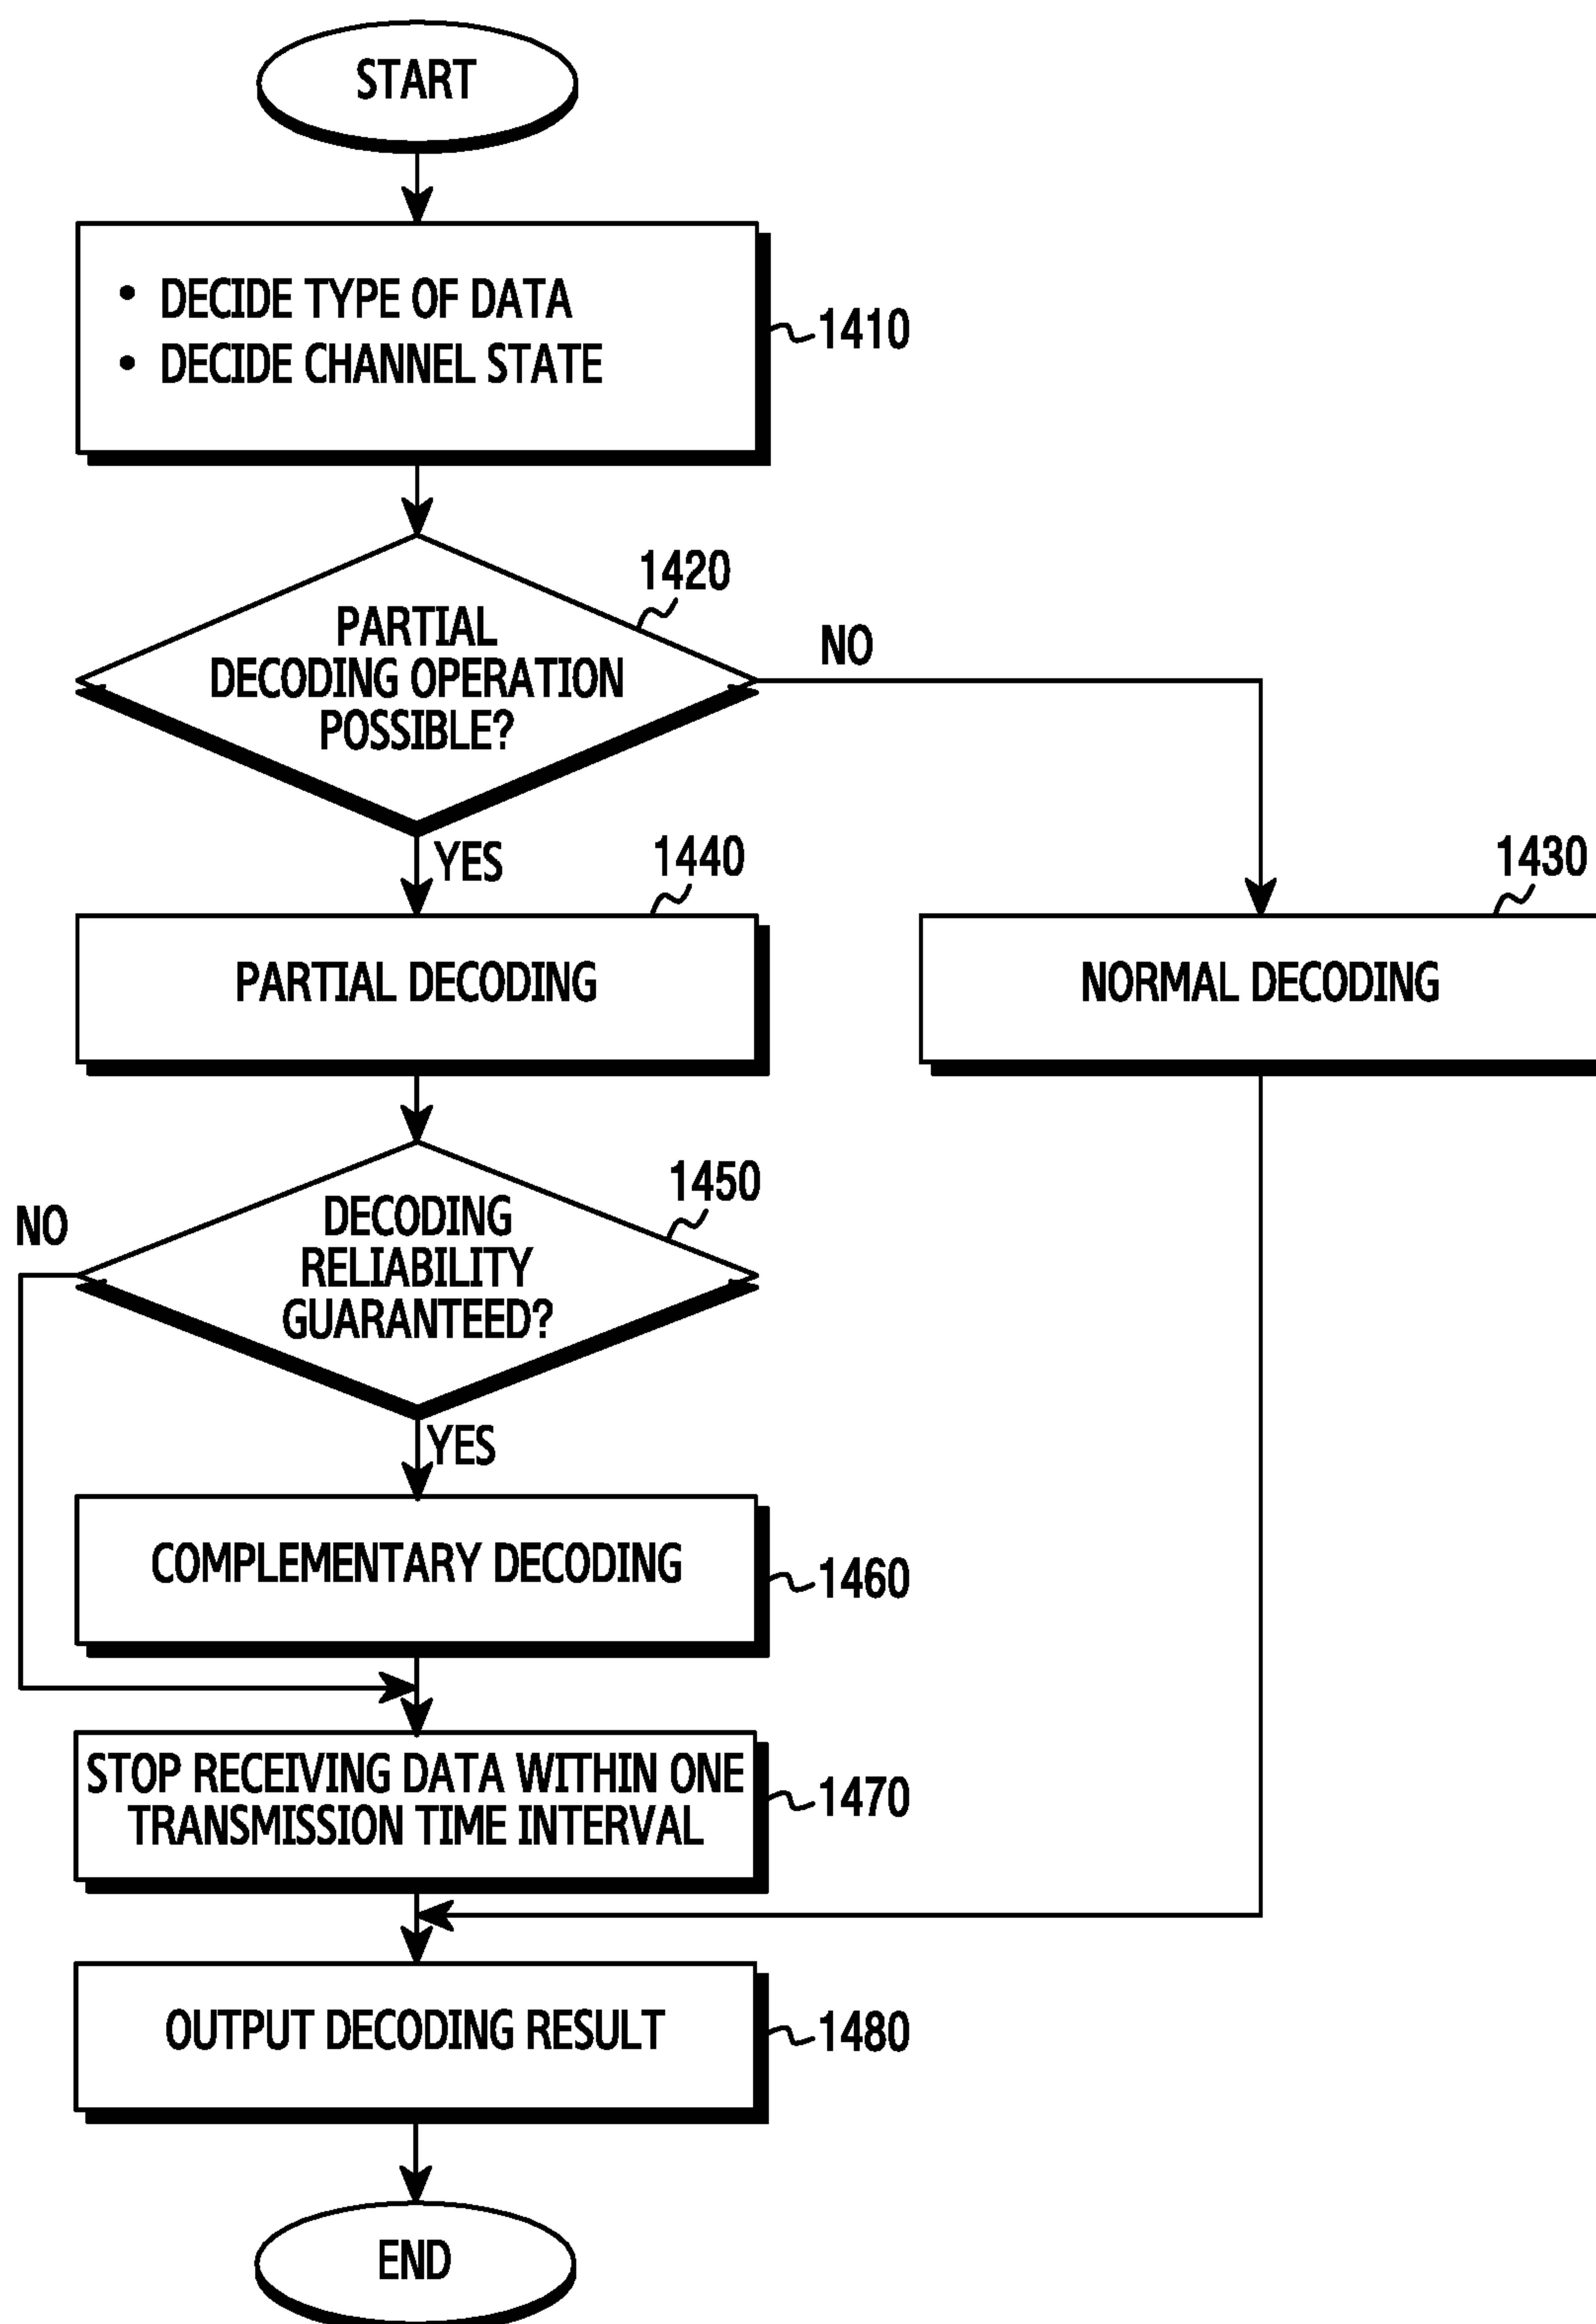 START
• DECIDE TYPE OF DATA
• DECIDE CHANNEL STATE
1410
1420
PARTIAL
DECODING OPERATION
POSSIBLE?
NO
YES
1440
PARTIAL DECODING
1430
NORMAL DECODING
1450
DECODING
RELIABILITY
GUARANTEED?
NO
YES
COMPLEMENTARY DECODING
1460
STOP RECEIVING DATA WITHIN ONE
TRANSMISSION TIME INTERVAL
1470
OUTPUT DECODING RESULT
1480
END